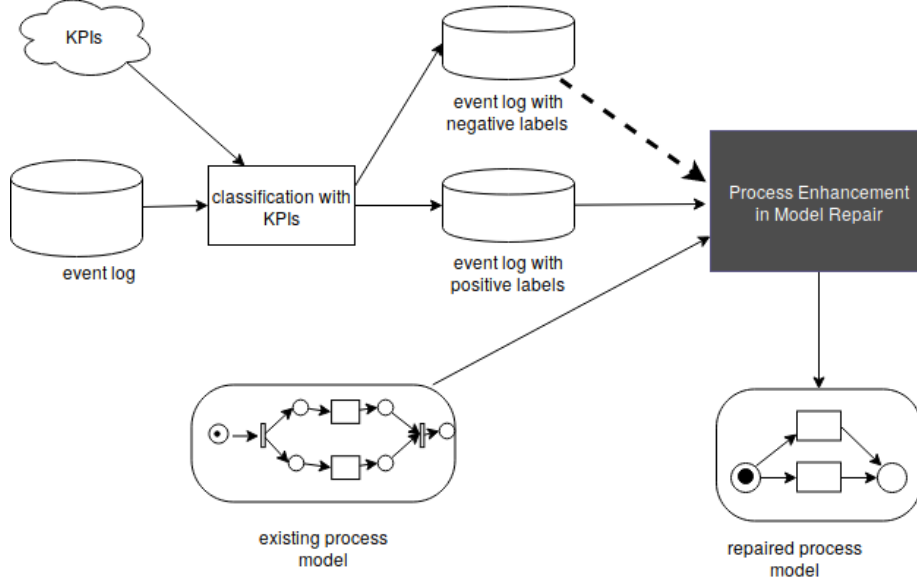 KPIs
event log with
negative labels
classification with
KPIs
Process Enhancement
in Model Repair
event log
event log with
positive labels
existing process
model
repaired process
model